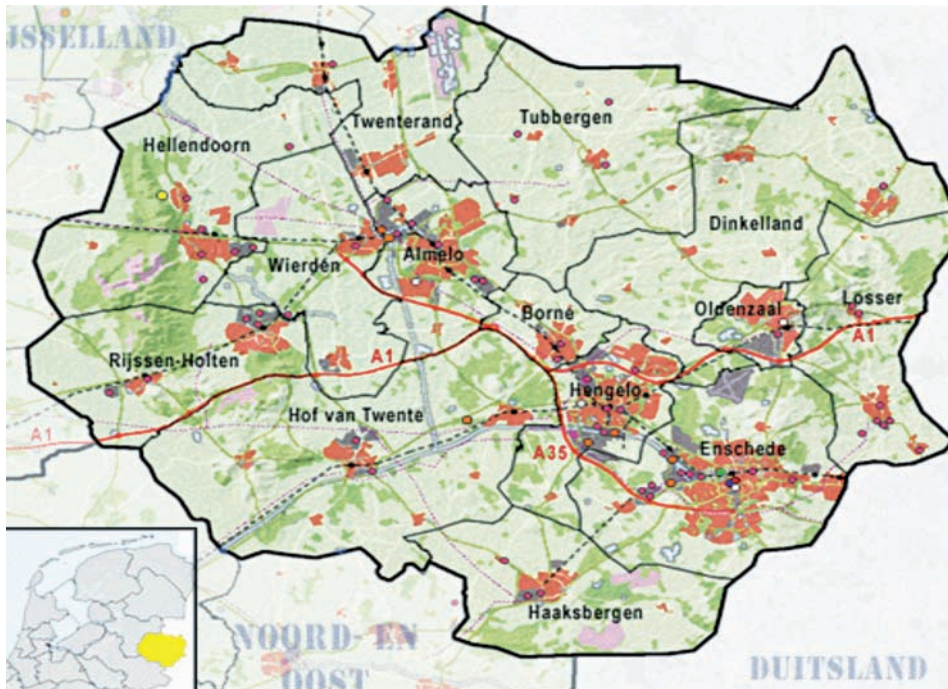 IJSSELLAND
Twenterand
Tubbergen
Hellendoorn
Dinkelland
Almelo
Wierden
Borne
Oldenzaal
Losser
A1
Rijssen-Holten
A1
Hengelo
Hof van Twente
A1
A35
Enschede
Haaksbergen
NOORD- EN
OOST
DUITSLAND